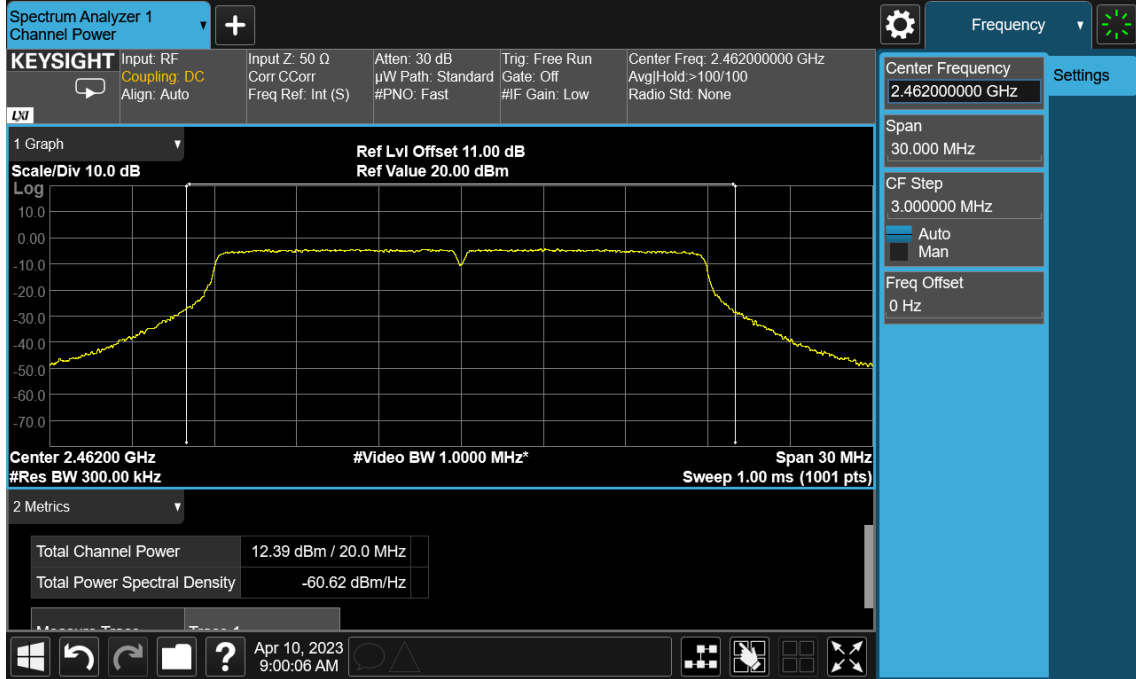 Spectrum Analyzer 1
Channel Power
Frequency
KEYSIGHT
LXI
Input: RF
Coupling: DC
Align: Auto
Input Z: 50 Ω
Corr CCorr
Freq Ref: Int (S)
Atten: 30 dB
µW Path: Standard
#PNO: Fast
Trig: Free Run
Gate: Off
#IF Gain: Low
Center Freq: 2.462000000 GHz
Avg|Hold:>100/100
Radio Std: None
Center Frequency
2.462000000 GHz
Settings
Span
30.000 MHz
CF Step
3.000000 MHz
Auto
Man
Freq Offset
0 Hz
1 Graph
Ref Lvl Offset 11.00 dB
Scale/Div 10.0 dB
Ref Value 20.00 dBm
Log
10.0
0.00
-10.0
-20.0
-30.0
-40.0
-50.0
-60.0
-70.0
Center 2.46200 GHz
#Video BW 1.0000 MHz*
Span 30 MHz
#Res BW 300.00 kHz
Sweep 1.00 ms (1001 pts)
2 Metrics
Total Channel Power
12.39 dBm / 20.0 MHz
Total Power Spectral Density
-60.62 dBm/Hz
Measure Trace
Trace 1
?
Apr 10, 2023
9:00:06 AM